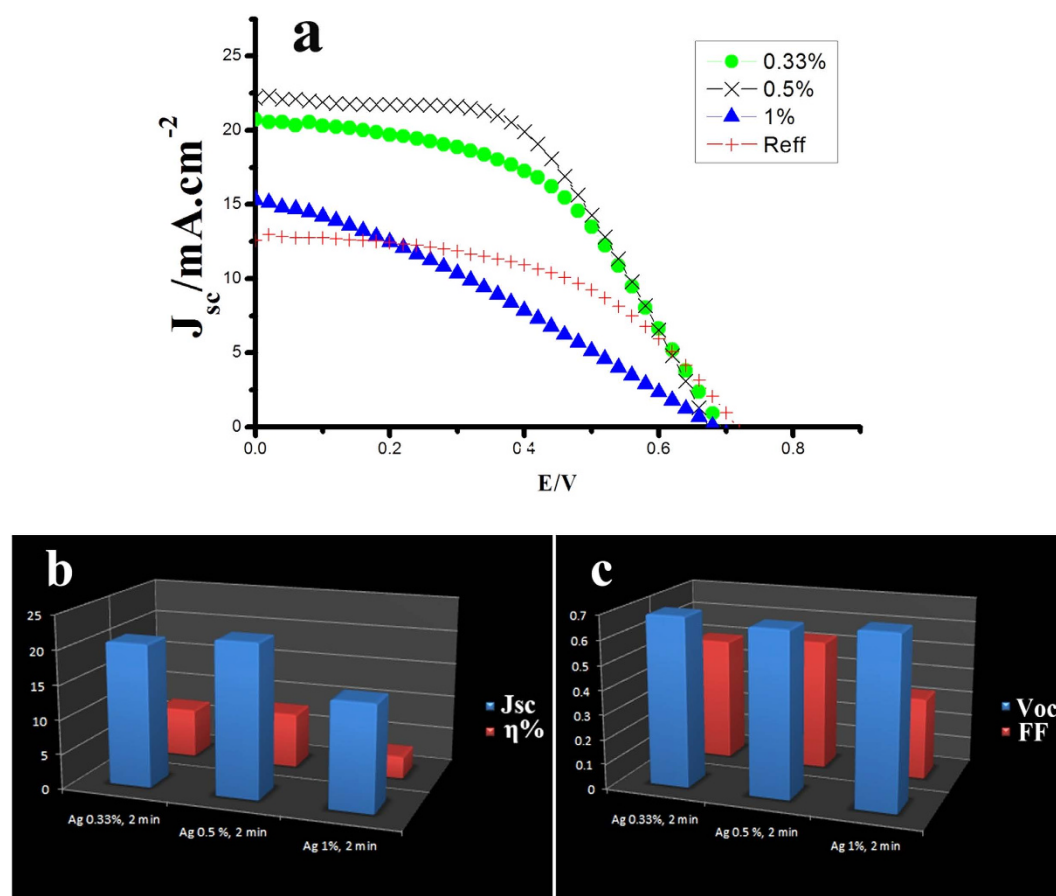 a
25
20
15
10
5
0
J sc /mA.cm-2
0.0 0.2 0.4 0.6 0.8
E/V
0.33%
0.5%
1%
Reff
b
25
20
15
10
5
0
Ag 0.33%, 2 min
Ag 0.5 %, 2 min
Ag 1%, 2 min
Jsc
η%
c
0.7
0.6
0.5
0.4
0.3
0.2
0.1
0
Ag 0.33%, 2 min
Ag 0.5 %, 2 min
Ag 1%, 2 min
Voc
FF